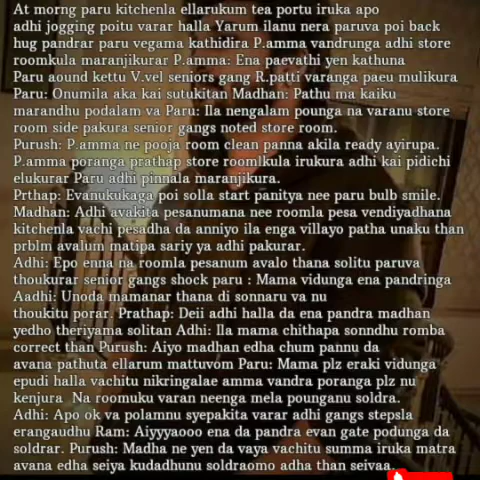 At morng paru kitchenla ellarukum tea portu iruka apo
adhi jogging poitu varar halla Yarum ilanu nera paruva poi back
hug pandrar paru vegama kathidira P.amma vandrunga adhi store
roomkula maranjikurar P.amma: Ena paevathi yen kathuna
Paru aound kettu V.vel seniors gang R.patti varanga paeu mulikura
Paru: Onumila aka kai sutukitan Madhan: Pathu ma kaiku
marandhu podalam va Paru: Ila nengalam pounga na varanu store
room side pakura senior gangs noted store room.
Purush: P.amma ne pooja room clean panna akila ready ayirupa.
P.amma poranga prathap store roomlkula irukura adhi kai pidichi
elukurar Paru adhi pinnala maranjikura.
Prthap: Evanukukaga poi solla start panitya nee paru bulb smile.
Madhan: Adhi avakita pesanumana nee roomla pesa vendiyadhana
kitchenla vachi pesadha da anniyo ila enga villayo patha unaku than
prblm avalum matipa sariy ya adhi pakurar.
Adhi: Epo enna na roomla pesanum avalo thana solitu paruva
thoukurar senior gangs shock paru : Mama vidunga ena pandringa
Aadhi: Unoda mamanar thana di sonnaru va nu
thoukitu porar. Prathap: Deii adhi halla da ena pandra madhan
yedho theriyama solitan Adhi: Ila mama chithapa sonndhu romba
correct than Purush: Aiyo madhan edha chum pannu da
avana pathuta ellarum mattuvom Paru: Mama plz eraki vidunga
epudi halla vachitu nikringalae amma vandra poranga plz nu
kenjura  Na roomuku varan neenga mela pounganu soldra.
Adhi: Apo ok va polamnu syepakita varar adhi gangs stepsla
erangaudhu Ram: Aiyyyaooo ena da pandra evan gate podunga da
soldrar. Purush: Madha ne yen da vaya vachitu summa iruka matra
avana edha seiya kudadhunu soldraomo adha than seivaa.